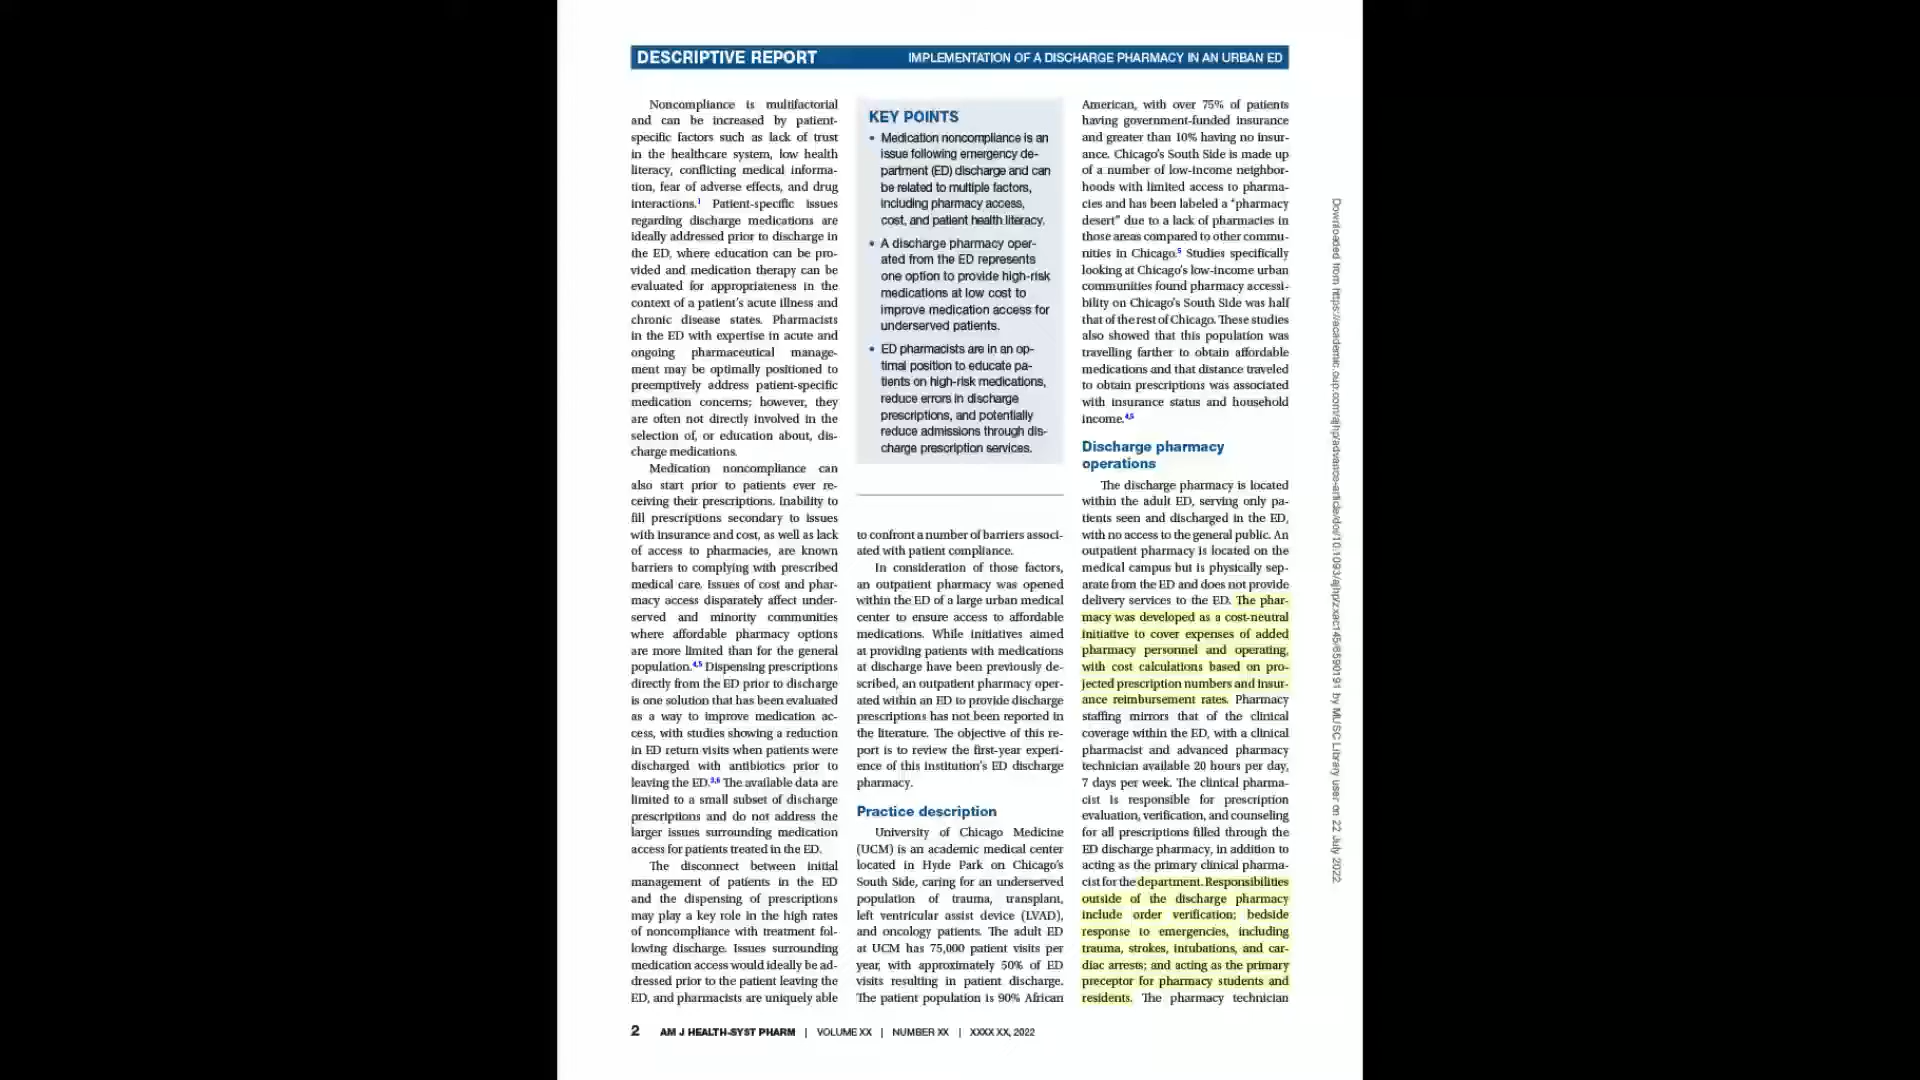 DESCRIPTIVE REPORT
IMPLEMENTATION OF A DISCHARGE PHARMACY IN AN URBAN ED
Noncompliance is multifactorial
and can be increased by patient-
specific factors such as lack of trust
in the healthcare system, low health
literacy, conflicting medical informa-
tion, fear of adverse effects, and drug
interactions.1 Patient-specific issues
regarding discharge medications are
ideally addressed prior to discharge in
the ED, where education can be pro-
vided and medication therapy can be
evaluated for appropriateness in the
context of a patient's acute illness and
chronic disease states. Pharmacists
in the ED with expertise in acute and
ongoing pharmaceutical manage-
ment may be optimally positioned to
preemptively address patient-specific
medication concerns; however, they
are often not directly involved in the
selection of, or education about, dis-
charge medications.
Medication noncompliance can
also start prior to patients ever re-
ceiving their prescriptions. Inability to
fill prescriptions secondary to issues
with insurance and cost, as well as lack
of access to pharmacies, are known
barriers to complying with prescribed
medical care. Issues of cost and phar-
macy access disparately affect under-
served and minority communities
where affordable pharmacy options
are more limited than for the general
population.4,5 Dispensing prescriptions
directly from the ED prior to discharge
is one solution that has been evaluated
as a way to improve medication ac-
cess, with studies showing a reduction
in ED return visits when patients were
discharged with antibiotics prior to
leaving the ED.3,6 The available data are
limited to a small subset of discharge
prescriptions and do not address the
larger issues surrounding medication
access for patients treated in the ED.
The disconnect between initial
management of patients in the ED
and the dispensing of prescriptions
may play a key role in the high rates
of noncompliance with treatment fol-
lowing discharge. Issues surrounding
medication access would ideally be ad-
dressed prior to the patient leaving the
ED, and pharmacists are uniquely able
KEY POINTS
• Medication noncompliance is an
issue following emergency de-
partment (ED) discharge and can
be related to multiple factors,
including pharmacy access,
cost, and patient health literacy.
• A discharge pharmacy oper-
ated from the ED represents
one option to provide high-risk
medications at low cost to
improve medication access for
underserved patients.
• ED pharmacists are in an op-
timal position to educate pa-
tients on high-risk medications,
reduce errors in discharge
prescriptions, and potentially
reduce admissions through dis-
charge prescription services.
to confront a number of barriers associ-
ated with patient compliance.
In consideration of those factors,
an outpatient pharmacy was opened
within the ED of a large urban medical
center to ensure access to affordable
medications. While initiatives aimed
at providing patients with medications
at discharge have been previously de-
scribed, an outpatient pharmacy oper-
ated within an ED to provide discharge
prescriptions has not been reported in
the literature. The objective of this re-
port is to review the first-year experi-
ence of this institution's ED discharge
pharmacy.
Practice description
University of Chicago Medicine
(UCM) is an academic medical center
located in Hyde Park on Chicago's
South Side, caring for an underserved
population of trauma, transplant,
left ventricular assist device (LVAD),
and oncology patients. The adult ED
at UCM has 75,000 patient visits per
year, with approximately 50% of ED
visits resulting in patient discharge.
The patient population is 90% African
American, with over 75% of patients
having government-funded insurance
and greater than 10% having no insur-
ance. Chicago's South Side is made up
of a number of low-income neighbor-
hoods with limited access to pharma-
cies and has been labeled a "pharmacy
desert" due to a lack of pharmacies in
those areas compared to other commu-
nities in Chicago.5 Studies specifically
looking at Chicago's low-income urban
communities found pharmacy accessi-
bility on Chicago's South Side was half
that of the rest of Chicago. These studies
also showed that this population was
travelling farther to obtain affordable
medications and that distance traveled
to obtain prescriptions was associated
with insurance status and household
income.4,5
Discharge pharmacy
operations
The discharge pharmacy is located
within the adult ED, serving only pa-
tients seen and discharged in the ED,
with no access to the general public. An
outpatient pharmacy is located on the
medical campus but is physically sep-
arate from the ED and does not provide
delivery services to the ED. The phar-
macy was developed as a cost-neutral
initiative to cover expenses of added
pharmacy personnel and operating,
with cost calculations based on pro-
jected prescription numbers and insur-
ance reimbursement rates. Pharmacy
staffing mirrors that of the clinical
coverage within the ED, with a clinical
pharmacist and advanced pharmacy
technician available 20 hours per day,
7 days per week. The clinical pharma-
cist is responsible for prescription
evaluation, verification, and counseling
for all prescriptions filled through the
ED discharge pharmacy, in addition to
acting as the primary clinical pharma-
cist for the department. Responsibilities
outside of the discharge pharmacy
include order verification; bedside
response to emergencies, including
trauma, strokes, intubations, and car-
diac arrests; and acting as the primary
preceptor for pharmacy students and
residents. The pharmacy technician
Downloaded from https://academic.oup.com/ajhp/advance-article/doi/10.1093/ajhp/zxac145/6590191 by MUSC Library user on 22 July 2022
2 AM J HEALTH-SYST PHARM | VOLUME XX | NUMBER XX | XXXX XX, 2022